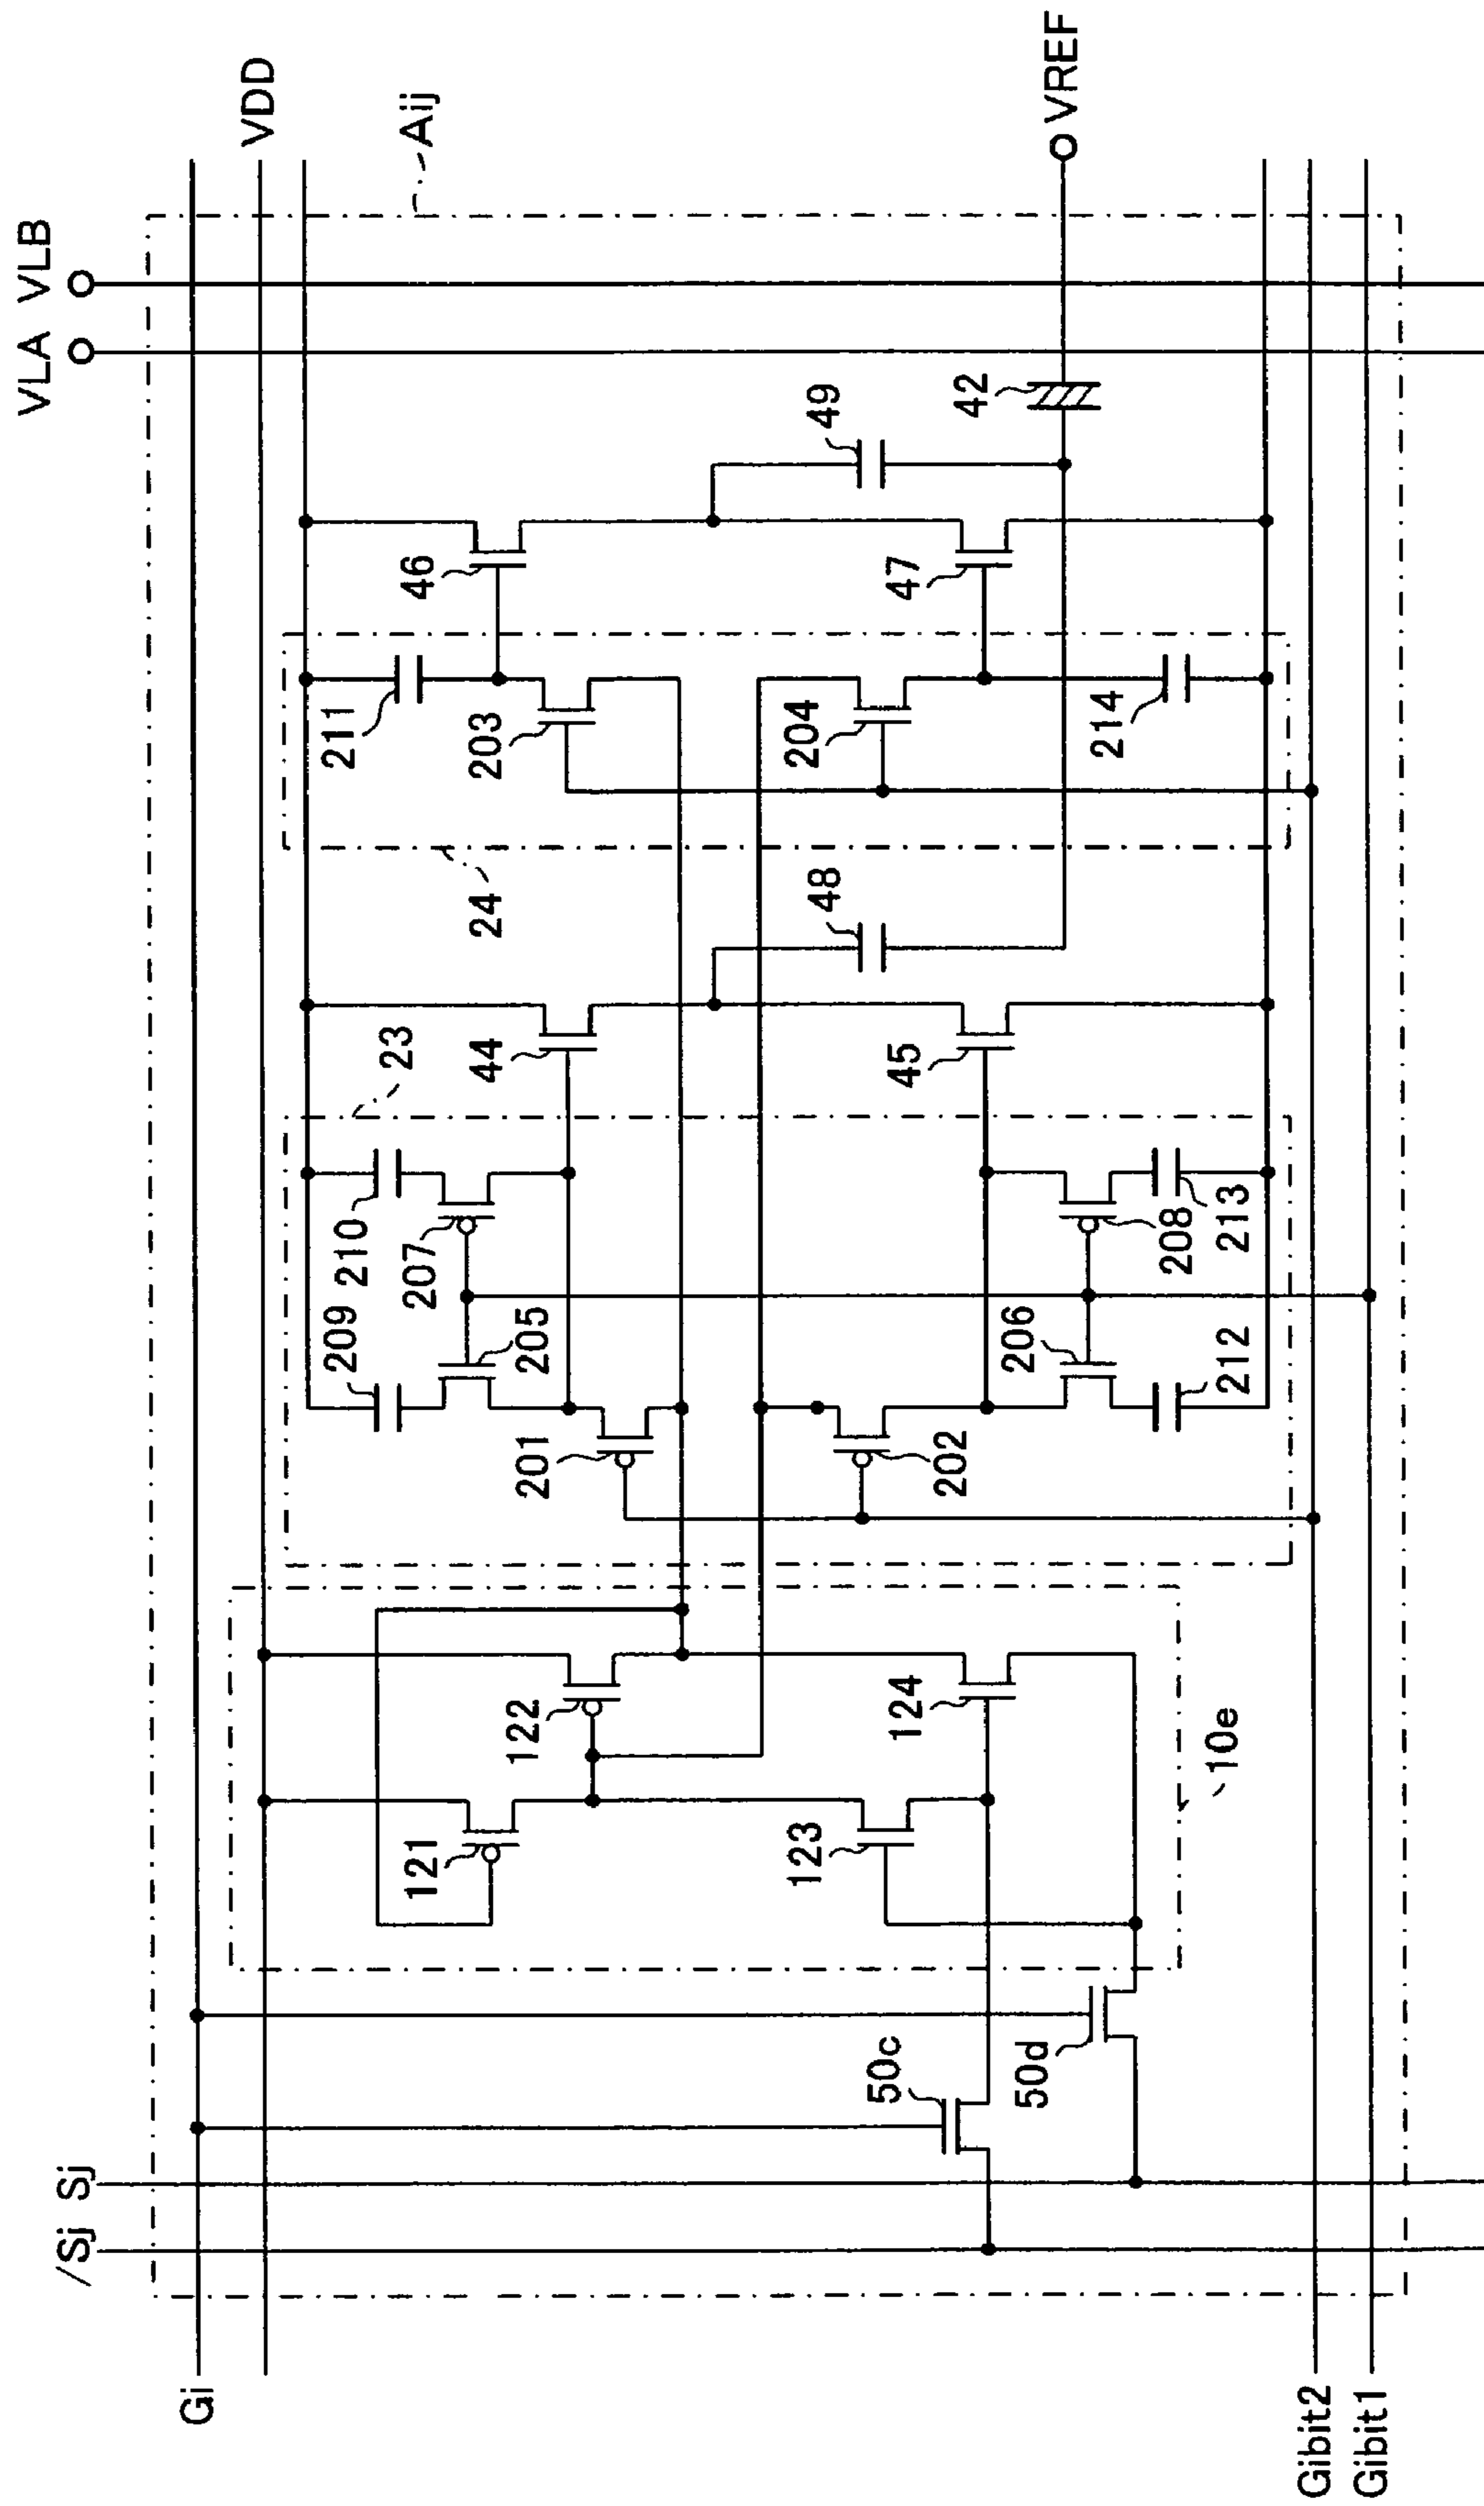 /Sj
Sj
VLA
VLB
Gi
VDD
Aij
VREF
211
46
49
42
203
204
47
214
24
48
23
44
45
210
207
209
205
208
213
206
212
201
202
122
124
10e
121
123
50c
50d
Gibit2
Gibit1